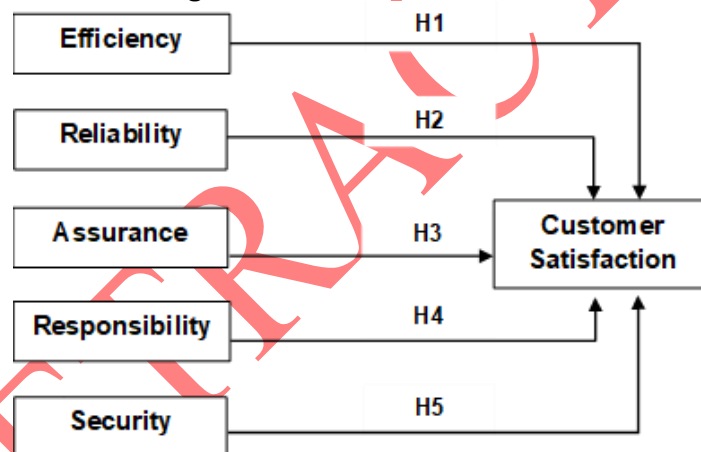 Efficiency
H1
Reliability
H2
Assurance
H3
Customer
Satisfaction
Responsibility
H4
Security
H5